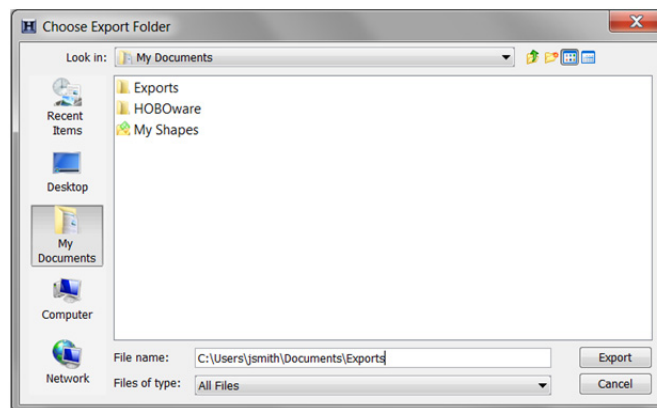 Choose Export Folder
Look in: My Documents
Exports
HOBOware
My Shapes
Recent
Items
Desktop
My
Documents
Computer
Network
File name: C:\Users\jsmith\Documents\Exports Export
Files of type: All Files Cancel